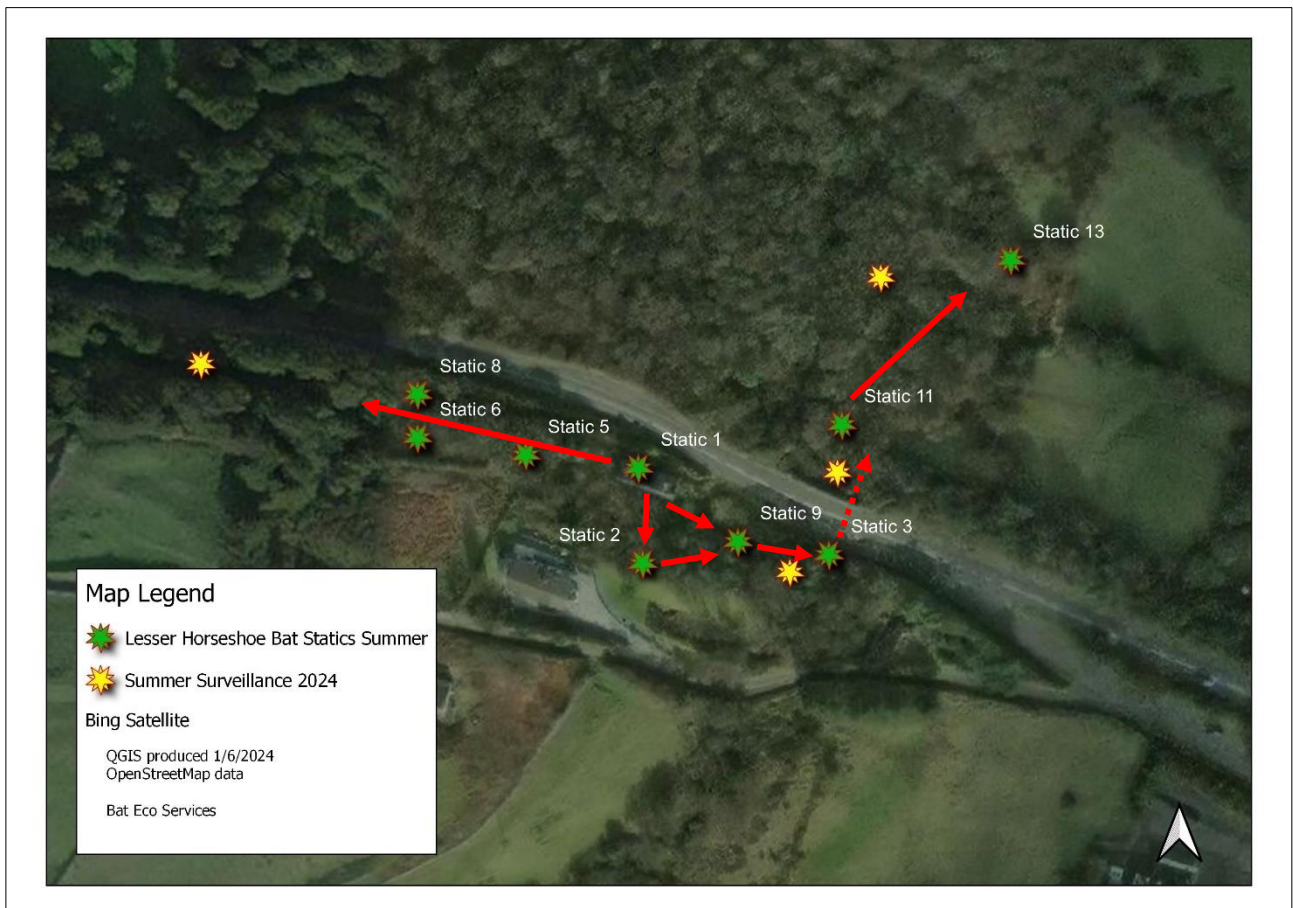 Static 13
Static 8
Static 11
Static 6
Static 5
Static 1
Static 9
Static 3
Static 2
Map Legend
Lesser Horseshoe Bat Statics Summer
Summer Surveillance 2024
Bing Satellite
QGIS produced 1/6/2024
OpenStreetMap data
Bat Eco Services